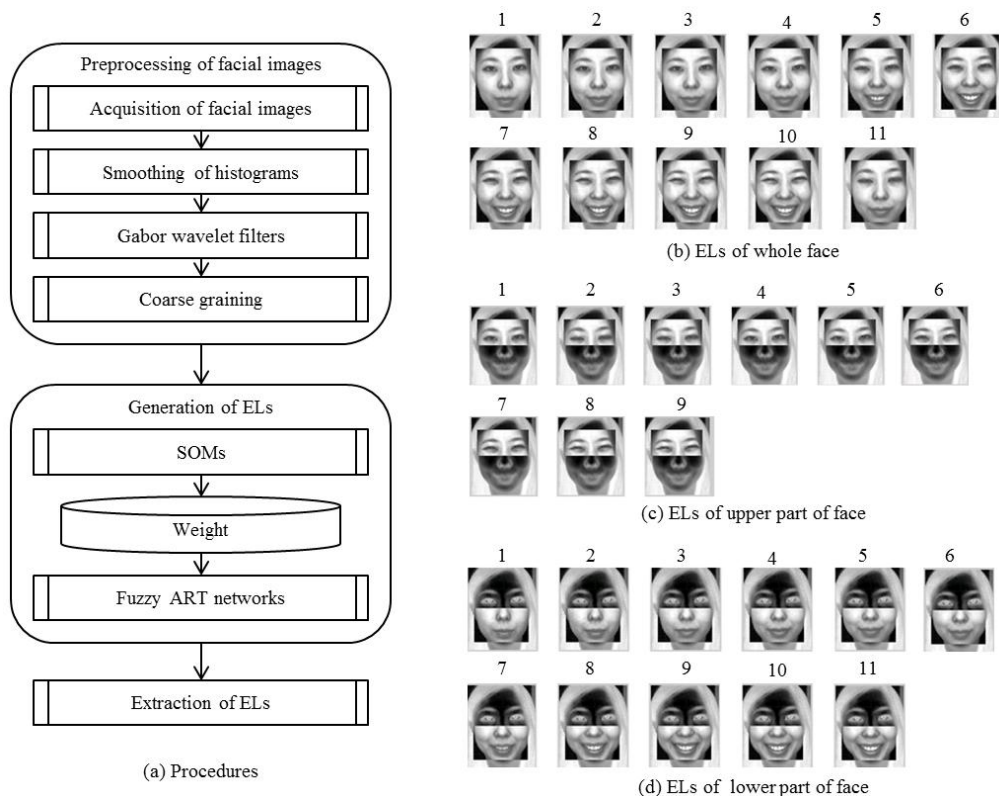 Preprocessing of facial images
Acquisition of facial images
Smoothing of histograms
Gabor wavelet filters
Coarse graining
Generation of ELs
SOMs
Weight
Fuzzy ART networks
Extraction of ELs
(a) Procedures
1 2 3 4 5 6
7 8 9 10 11
(b) ELs of whole face
1 2 3 4 5 6
7 8 9
(c) ELs of upper part of face
1 2 3 4 5 6
7 8 9 10 11
(d) ELs of lower part of face